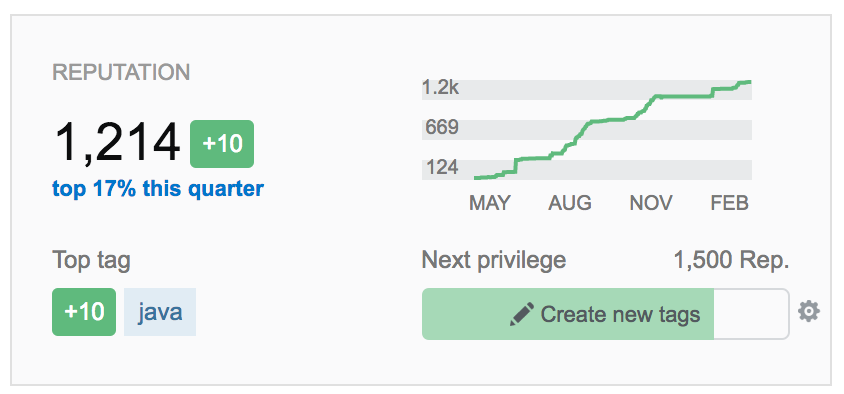 REPUTATION
1,214 +10
top 17% this quarter
1.2k
669
124
MAY AUG NOV FEB
Top tag
+10 java
Next privilege 1,500 Rep.
Create new tags